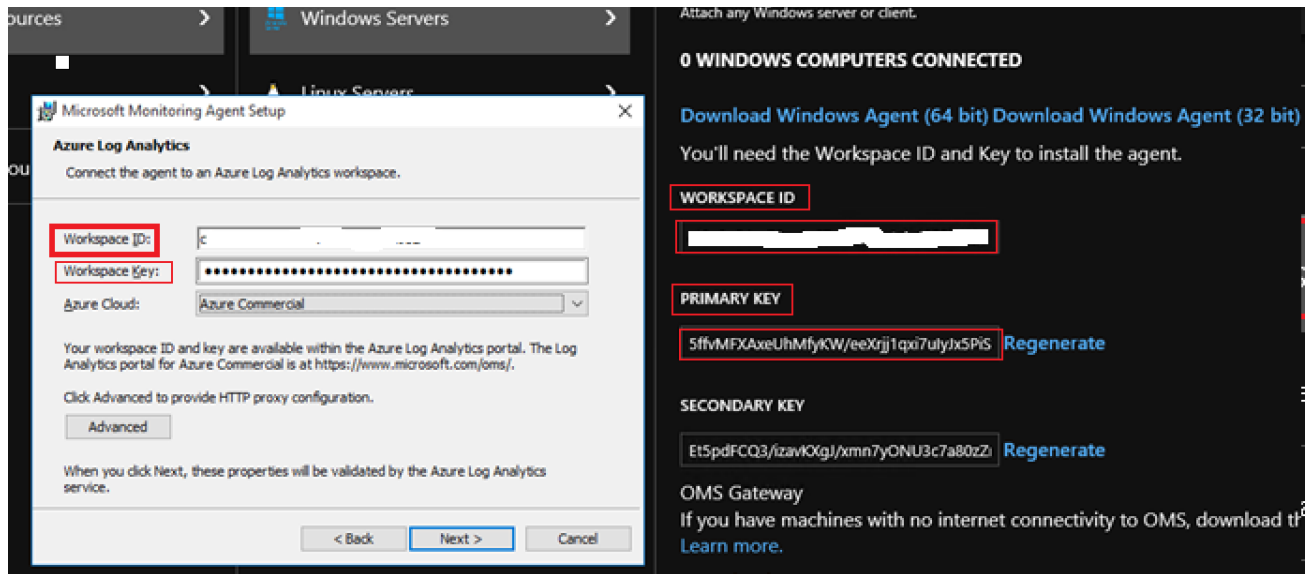 ources
Windows Servers
Linux Servers
ou
Microsoft Monitoring Agent Setup
Azure Log Analytics
Connect the agent to an Azure Log Analytics workspace.
Workspace ID:
c
Workspace Key:
Azure Cloud:
Azure Commercial
Your workspace ID and key are available within the Azure Log Analytics portal. The Log
Analytics portal for Azure Commercial is at https://www.microsoft.com/oms/.
Click Advanced to provide HTTP proxy configuration.
Advanced
When you click Next, these properties will be validated by the Azure Log Analytics
service.
< Back
Next >
Cancel
Attach any Windows server or client.
0 WINDOWS COMPUTERS CONNECTED
Download Windows Agent (64 bit) Download Windows Agent (32 bit)
You'll need the Workspace ID and Key to install the agent.
WORKSPACE ID
PRIMARY KEY
5ffvMFXAxeUhMfyKW/eeXrjj1qxi7uIyJx5PiS Regenerate
SECONDARY KEY
Et5pdFCQ3/izavKXgJ/xmn7yONU3c7a80zZ Regenerate
OMS Gateway
If you have machines with no internet connectivity to OMS, download th
Learn more.